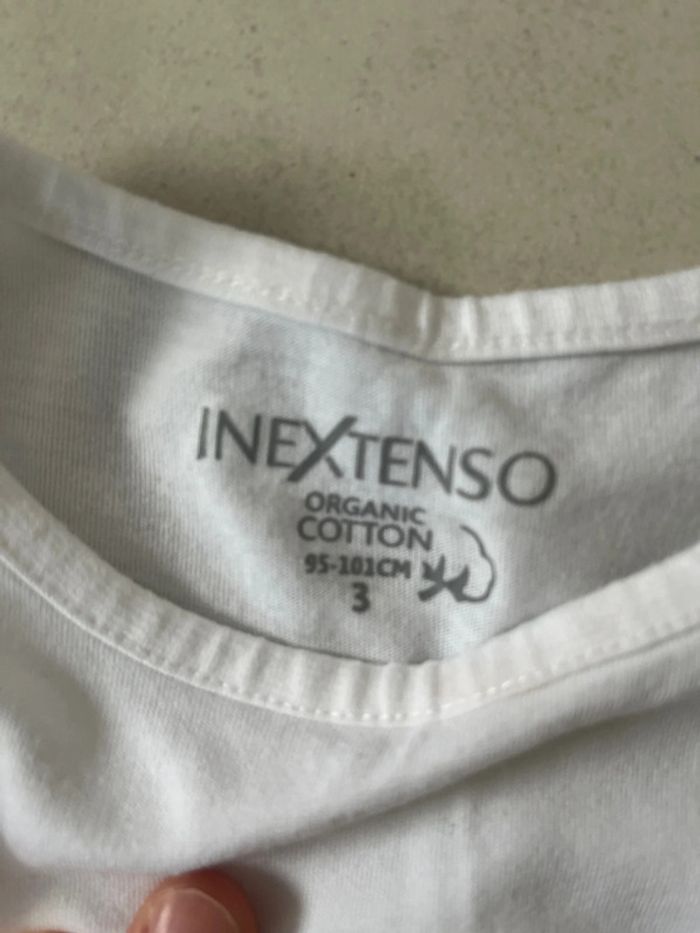 INEXTENSO
ORGANIC
COTTON
95-101CM
3